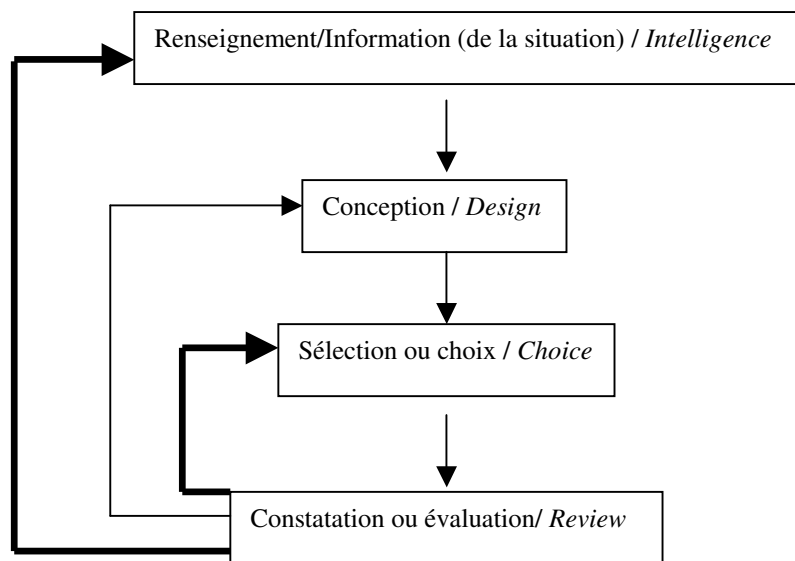 Renseignement/Information (de la situation) / Intelligence
Conception / Design
Sélection ou choix / Choice
Constatation ou évaluation/ Review